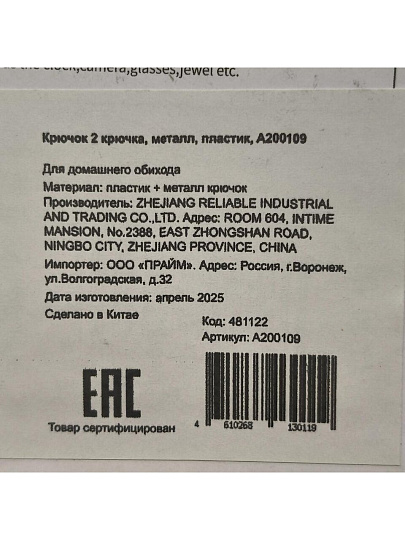 the clock,camera,glasses,jewel etc.
Крючок 2 крючка, металл, пластик, А200109
Для домашнего обихода
Материал: пластик + металл крючок
Производитель: ZHEJIANG RELIABLE INDUSTRIAL
AND TRADING CO.,LTD. Адрес: ROOM 604, INTIME
MANSION, No.2388, EAST ZHONGSHAN ROAD,
NINGBO CITY, ZHEJIANG PROVINCE, CHINA
Импортер: ООО «ПРАЙМ». Адрес: Россия, г.Воронеж,
ул.Волгоградская, д.32
Дата изготовления: апрель 2025
Сделано в Китае
Код: 481122
Артикул: А200109
EAC
Товар сертифицирован
4 610268 130119